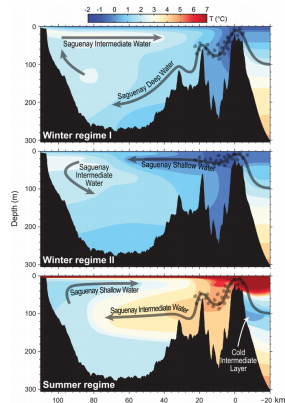 -2 -1 0 1 2 3 4 5 6 7 T (°C)
0
Saguenay Intermediate Water
100
Saguenay Deep Water
200
Winter regime I
300
0
Saguenay Shallow Water
Saguenay
Intermediate
Water
100
Depth (m)
200
Winter regime II
300
0
Saguenay Shallow Water
Saguenay Intermediate Water
100
200
Cold
Intermediate
Layer
Summer regime
300
100 80 60 40 20 0 -20
km